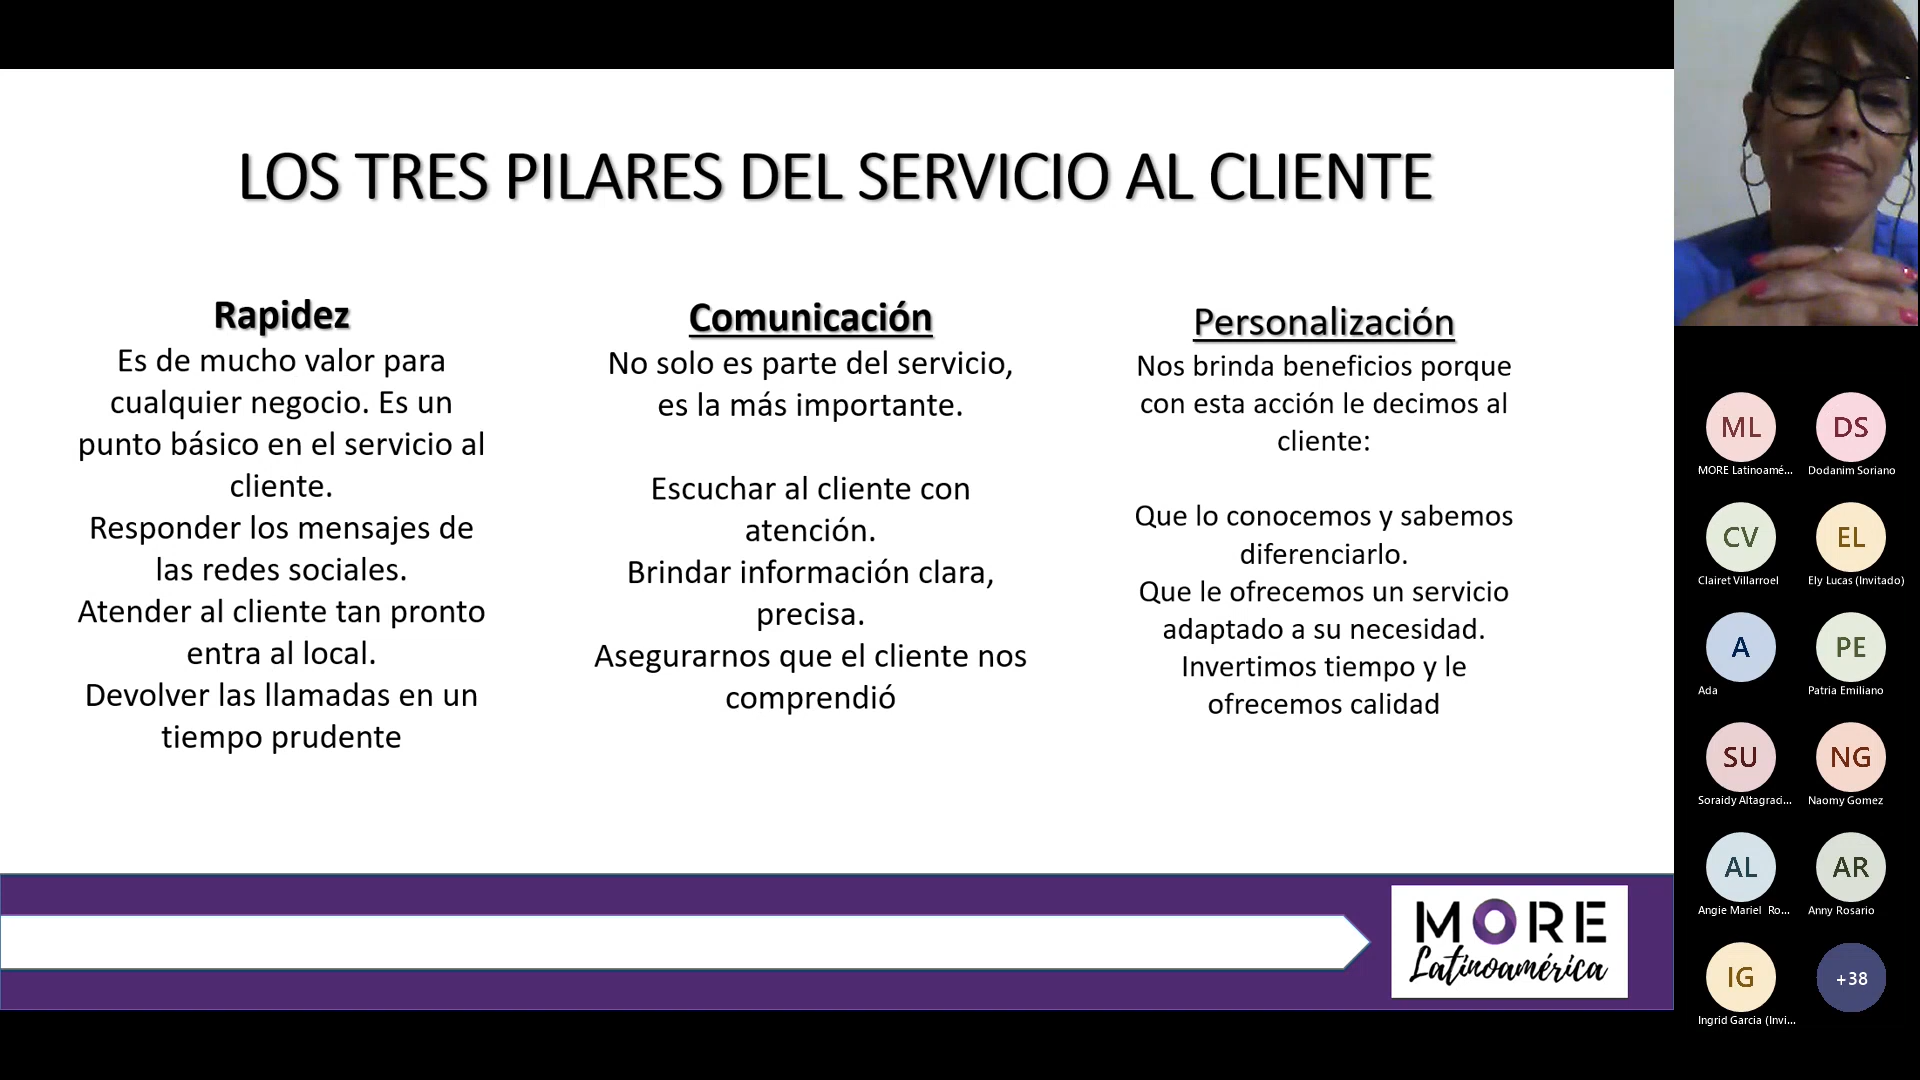 LOS TRES PILARES DEL SERVICIO AL CLIENTE
Rapidez
Es de mucho valor para
cualquier negocio. Es un
punto básico en el servicio al
cliente.
Responder los mensajes de
las redes sociales.
Atender al cliente tan pronto
entra al local.
Devolver las llamadas en un
tiempo prudente
Comunicación
No solo es parte del servicio,
es la más importante.
Escuchar al cliente con
atención.
Brindar información clara,
precisa.
Asegurarnos que el cliente nos
comprendió
Personalización
Nos brinda beneficios porque
con esta acción le decimos al
cliente:
Que lo conocemos y sabemos
diferenciarlo.
Que le ofrecemos un servicio
adaptado a su necesidad.
Invertimos tiempo y le
ofrecemos calidad
MORE
Latinoamérica
ML DS
MORE Latinoamé... Dodanim Soriano
CV EL
Clairet Villarroel Ely Lucas (Invitado)
A PE
Ada Patria Emiliano
SU NG
Soraidy Altagraci... Naomy Gomez
AL AR
Angie Mariel Ro... Anny Rosario
IG +38
Ingrid Garcia (Invi...